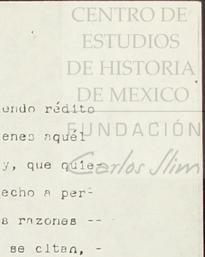 CENTRO DE
ESTUDIOS
DE HISTORIA
DE MEXICO
FUNDACIÓN
Carlos Slim
endo rédito
enes aquél
y, que quie-
echo a per-
s razones --
se citan, -